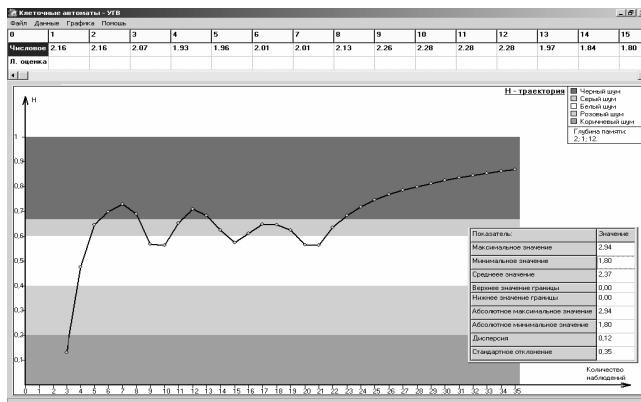 Клеточные автоматы - УГВ
Файл Данные Графика Помошь
0 1 2 3 4 5 6 7 8 9 10 11 12 13 14 15
Числовое 2.16 2.16 2.07 1.93 1.96 2.01 2.01 2.13 2.26 2.28 2.28 2.28 1.97 1.84 1.80
Л. оценка
H - траектория
Черный шум
Серый шум
Белый шум
Розовый шум
Коричневый шум
Глубина памяти:
2; 1; 12.
H
1
0,9
0,8
0,7
0,6
0,5
0,4
0,3
0,2
0,1
Показатель: Значение
Максимальное значение 2,94
Минимальное значение 1,80
Среднеее значение 2,37
Верхнее значение границы 0,00
Нижнее значение границы 0,00
Абсолютное максимальное значение 2,94
Абсолютное минимальное значение 1,80
Дисперсия 0,12
Стандартное отклонение 0,35
Количество
наблюдений
0 1 2 3 4 5 6 7 8 9 10 11 12 13 14 15 16 17 18 19 20 21 22 23 24 25 26 27 28 29 30 31 32 33 34 35